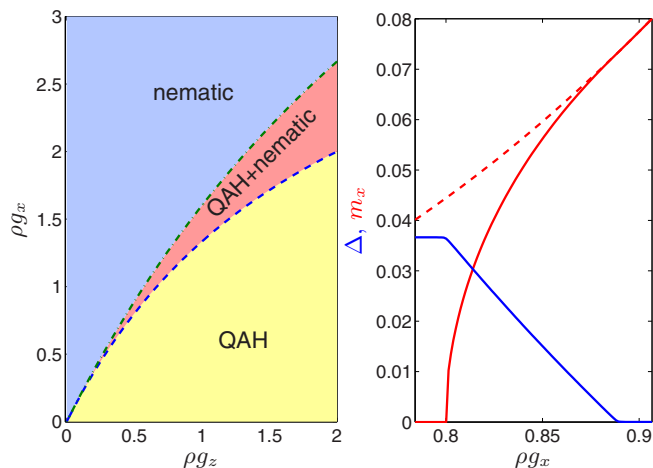 3
2.5
2
1.5
1
0.5
0
ρg_x
nematic
QAH+nematic
QAH
0 0.5 1 1.5 2
ρg_z
0.08
0.07
0.06
0.05
0.04
0.03
0.02
0.01
0
Δ, m_x
0.8 0.85 0.9
ρg_x